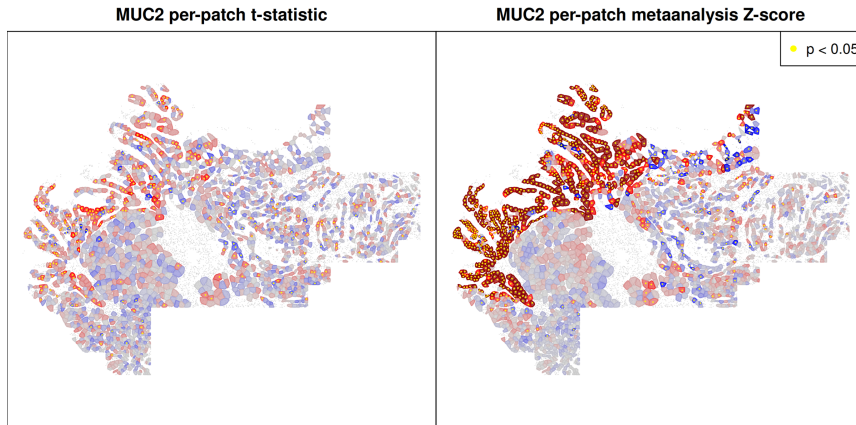 MUC2 per-patch t-statistic
MUC2 per-patch metaanalysis Z-score
p < 0.05